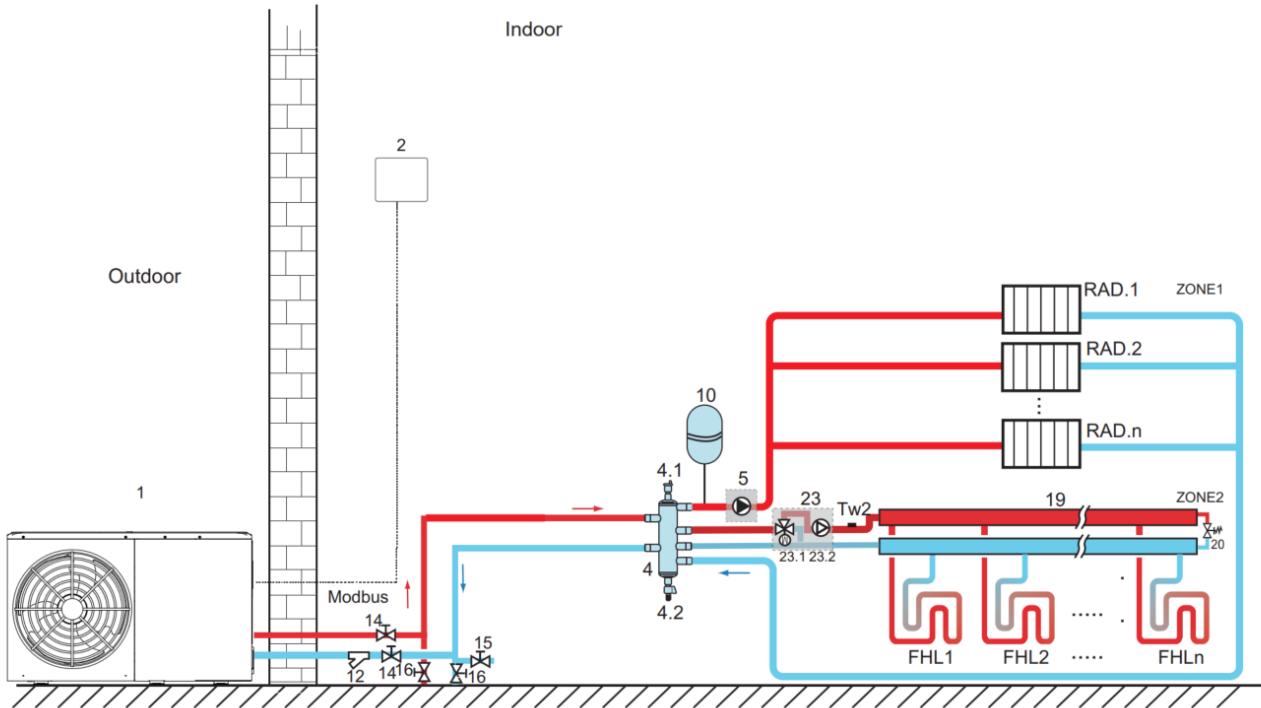 Indoor
2
Outdoor
RAD.1
ZONE1
RAD.2
10
RAD.n
4.1
5
1
23
Tw2
19
ZONE2
20
4
23.1
23.2
Modbus
4.2
14
15
12
14
16
16
FHL1
FHL2
.....
FHLn